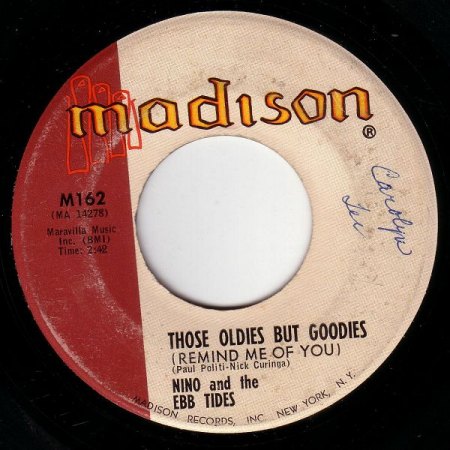 madison
®
M162
(MA 14278)
Maravilla Music
Inc. (BMI)
Time: 2:42
Carolyn
THOSE OLDIES BUT GOODIES
(REMIND ME OF YOU)
(Paul Politi-Nick Curinga)
NINO and the
EBB TIDES
MADISON RECORDS, INC. NEW YORK, N.Y.